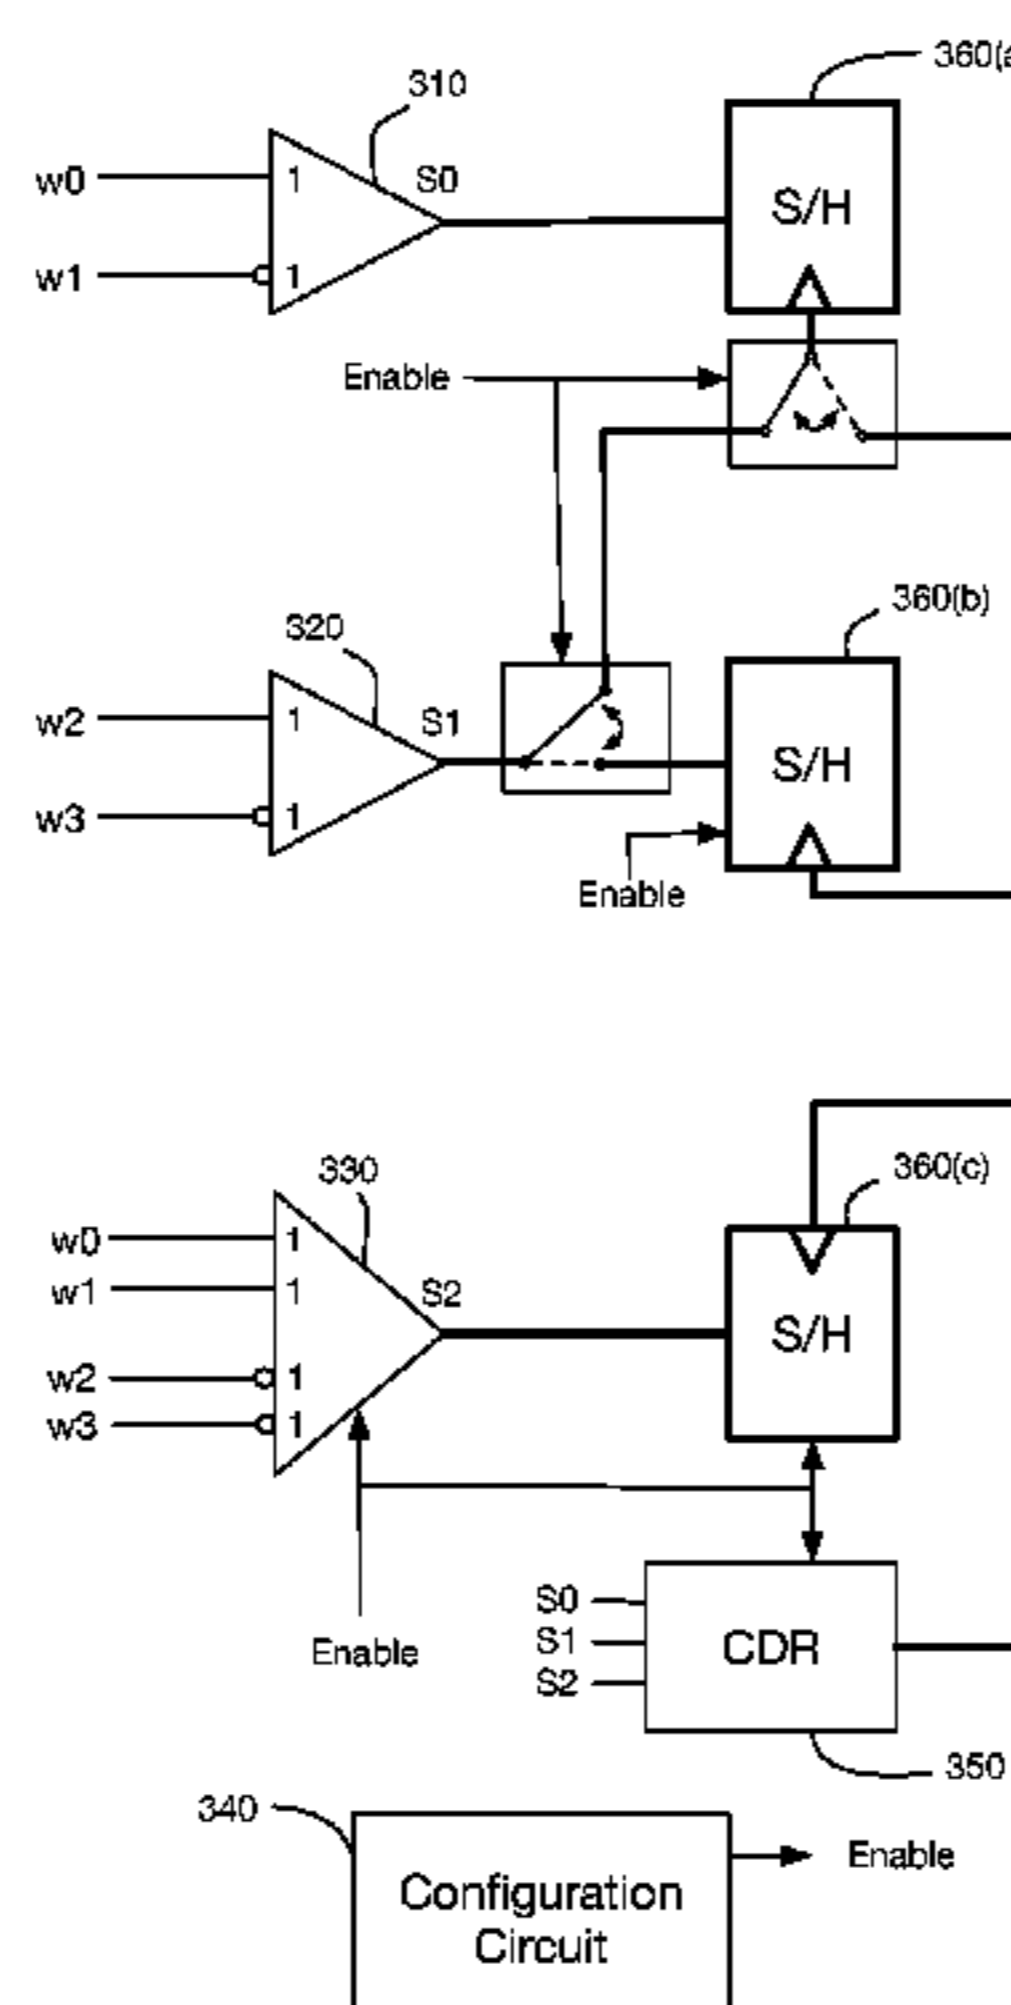 360(a
310
w0
1
S0
S/H
w1
1
Enable
360(b)
320
w2
1
S1
S/H
w3
1
Enable
330
360(c)
w0
1
w1
1
S2
S/H
w2
1
w3
1
S0
Enable
S1
CDR
S2
350
340
Enable
Configuration
Circuit